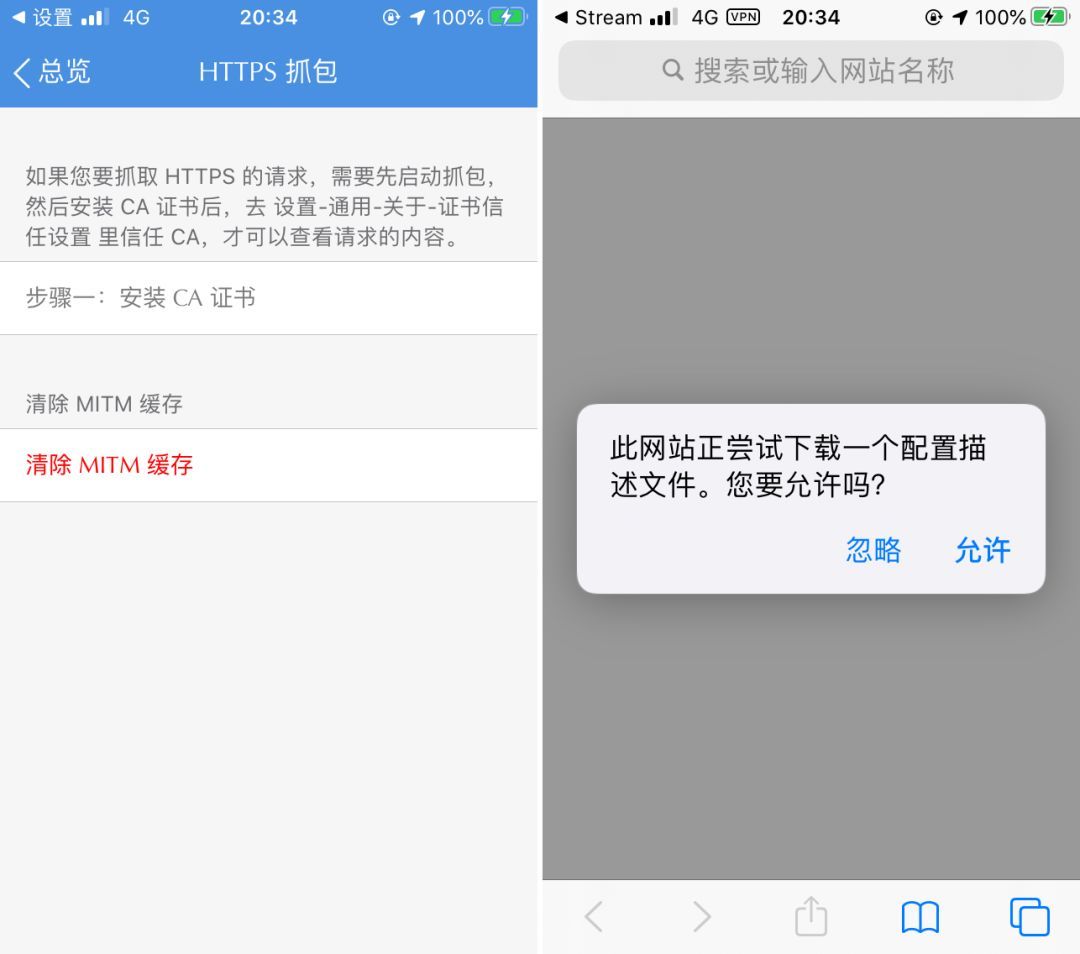 设置 4G 20:34 100%
总览 HTTPS 抓包
如果您要抓取 HTTPS 的请求，需要先启动抓包，
然后安装 CA 证书后，去 设置-通用-关于-证书信
任设置 里信任 CA，才可以查看请求的内容。
步骤一：安装 CA 证书
清除 MITM 缓存
清除 MITM 缓存
Stream 4G VPN 20:34 100%
搜索或输入网站名称
此网站正尝试下载一个配置描
述文件。您要允许吗?
忽略 允许